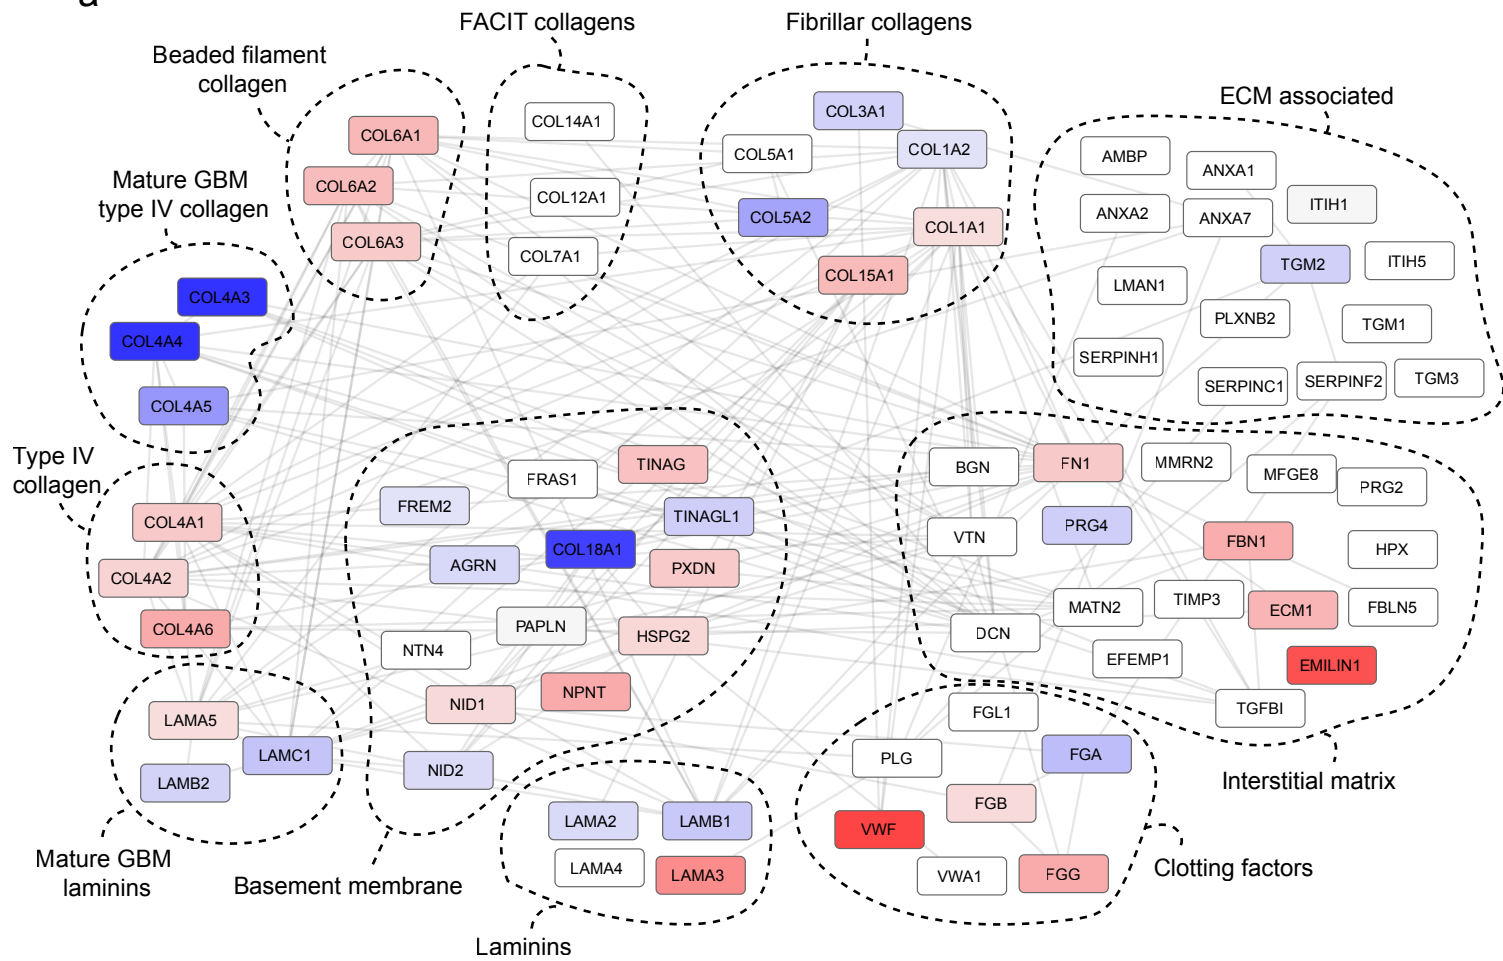 a
FACIT collagens
Fibrillar collagens
Beaded filament
collagen
ECM associated
Mature GBM
type IV collagen
Type IV
collagen
Mature GBM
laminins
Basement membrane
Laminins
Clotting factors
Interstitial matrix
COL6A1
COL6A2
COL6A3
COL14A1
COL12A1
COL7A1
COL3A1
COL5A1
COL1A2
COL5A2
COL1A1
COL15A1
AMBP
ANXA1
ANXA2
ANXA7
ITIH1
TGM2
ITIH5
LMAN1
PLXNB2
TGM1
SERPINH1
SERPINC1
SERPINF2
TGM3
COL4A3
COL4A4
COL4A5
COL4A1
COL4A2
COL4A6
LAMA5
LAMC1
LAMB2
FRAS1
TINAG
FREM2
TINAGL1
COL18A1
AGRN
PXDN
PAPLN
HSPG2
NTN4
NPNT
NID1
NID2
LAMA2
LAMB1
LAMA4
LAMA3
BGN
FN1
MMRN2
MFGE8
PRG2
VTN
PRG4
FBN1
HPX
MATN2
TIMP3
ECM1
FBLN5
DCN
EFEMP1
EMILIN1
TGFBI
FGL1
PLG
FGA
FGB
VWF
VWA1
FGG